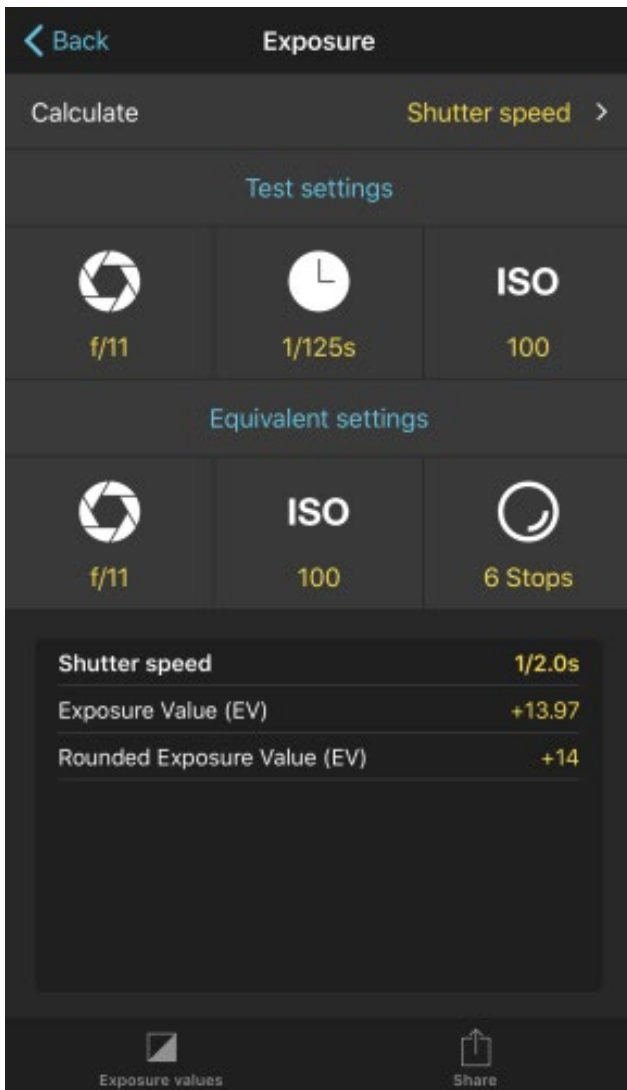 Back Exposure
Calculate Shutter speed
Test settings
ISO
f/11 1/125s 100
Equivalent settings
ISO
f/11 100 6 Stops
Shutter speed 1/2.0s
Exposure Value (EV) +13.97
Rounded Exposure Value (EV) +14
Exposure values Share